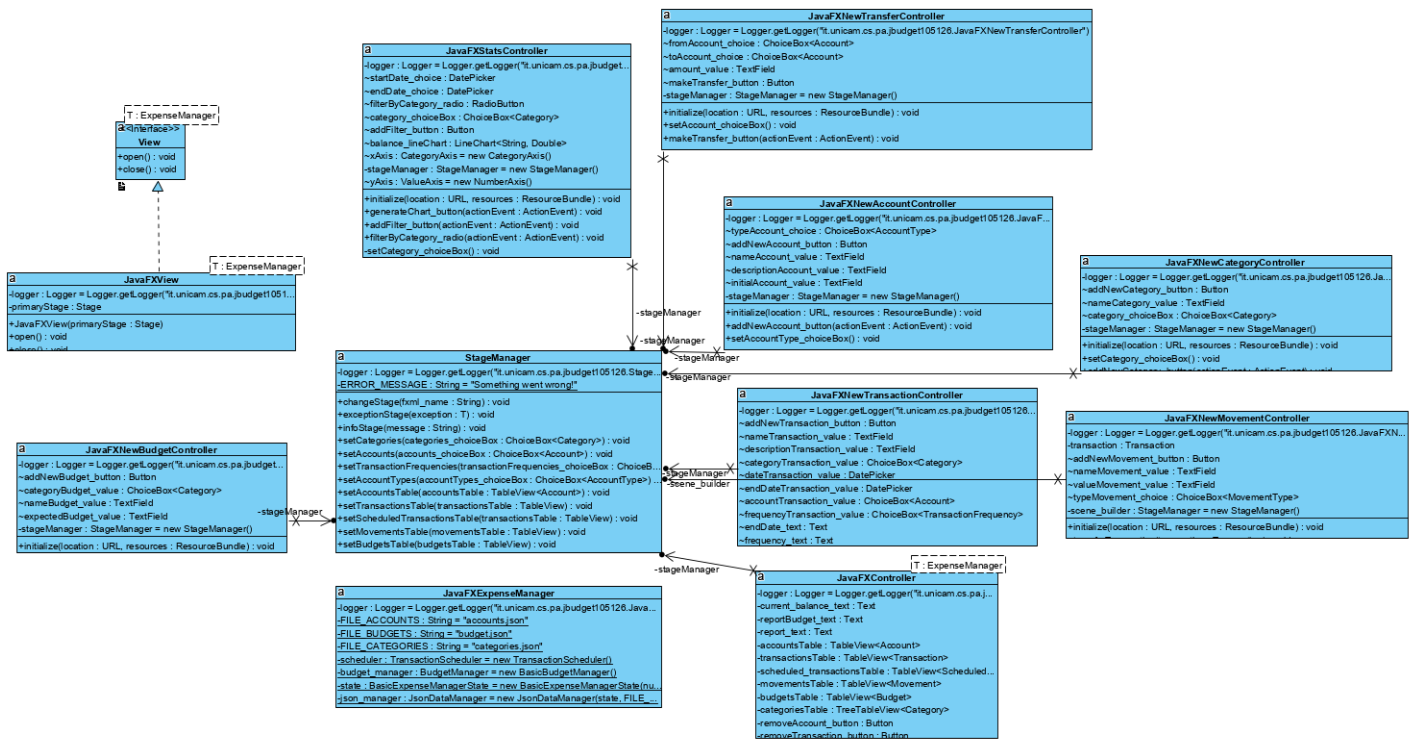 a
JavaFXNewTransferController
-logger : Logger = Logger.getLogger("it.unicam.cs.pa.jbudget105126.JavaFXNewTransferController")
~fromAccount_choice : ChoiceBox<Account>
~toAccount_choice : ChoiceBox<Account>
~amount_value : TextField
~makeTransfer_button : Button
-stageManager : StageManager = new StageManager()
+initialize(location : URL, resources : ResourceBundle) : void
+setAccount_choiceBox() : void
+makeTransfer_button(actionEvent : ActionEvent) : void
a
JavaFXStatsController
-logger : Logger = Logger.getLogger("it.unicam.cs.pa.jbudget...
~startDate_choice : DatePicker
~endDate_choice : DatePicker
~filterByCategory_radio : RadioButton
~category_choiceBox : ChoiceBox<Category>
~addFilter_button : Button
~balance_lineChart : LineChart<String, Double>
~xAxis : CategoryAxis = new CategoryAxis()
-stageManager : StageManager = new StageManager()
~yAxis : ValueAxis = new NumberAxis()
+initialize(location : URL, resources : ResourceBundle) : void
+generateChart_button(actionEvent : ActionEvent) : void
+addFilter_button(actionEvent : ActionEvent) : void
+filterByCategory_radio(actionEvent : ActionEvent) : void
-setCategory_choiceBox() : void
T : ExpenseManager
a
<<Interface>>
View
+open() : void
+close() : void
a
JavaFXNewAccountController
-logger : Logger = Logger.getLogger("it.unicam.cs.pa.jbudget105126.JavaF...
~typeAccount_choice : ChoiceBox<AccountType>
~addNewAccount_button : Button
~nameAccount_value : TextField
~descriptionAccount_value : TextField
~initialAccount_value : TextField
-stageManager : StageManager = new StageManager()
+initialize(location : URL, resources : ResourceBundle) : void
+addNewAccount_button(actionEvent : ActionEvent) : void
+setAccountType_choiceBox() : void
T : ExpenseManager
a
JavaFXView
-logger : Logger = Logger.getLogger("it.unicam.cs.pa.jbudget1051...
-primaryStage : Stage
+JavaFXView(primaryStage : Stage)
+open() : void
+close() : void
a
JavaFXNewCategoryController
-logger : Logger = Logger.getLogger("it.unicam.cs.pa.jbudget105126.Ja...
~addNewCategory_button : Button
~nameCategory_value : TextField
~category_choiceBox : ChoiceBox<Category>
-stageManager : StageManager = new StageManager()
+initialize(location : URL, resources : ResourceBundle) : void
+setCategory_choiceBox() : void
+addNewCategory_button(actionEvent : ActionEvent) : void
-stageManager
-stageManager
-stageManager
-stageManager
a
StageManager
-logger : Logger = Logger.getLogger("it.unicam.cs.pa.jbudget105126.Stage...
-ERROR_MESSAGE : String = "Something went wrong!"
+changeStage(fxml_name : String) : void
+exceptionStage(exception : T) : void
+infoStage(message : String) : void
+setCategories(categories_choiceBox : ChoiceBox<Category>) : void
+setAccounts(accounts_choiceBox : ChoiceBox<Account>) : void
+setTransactionFrequencies(transactionFrequencies_choiceBox : ChoiceB...
+setAccountTypes(accountTypes_choiceBox : ChoiceBox<AccountType>) ...
+setAccountsTable(accountsTable : TableView<Account>) : void
+setTransactionsTable(transactionsTable : TableView) : void
+setScheduledTransactionsTable(transactionsTable : TableView) : void
+setMovementsTable(movementsTable : TableView) : void
+setBudgetsTable(budgetsTable : TableView) : void
a
JavaFXNewTransactionController
-logger : Logger = Logger.getLogger("it.unicam.cs.pa.jbudget105126...
~addNewTransaction_button : Button
~nameTransaction_value : TextField
~descriptionTransaction_value : TextField
~categoryTransaction_value : ChoiceBox<Category>
~dateTransaction_value : DatePicker
~endDateTransaction_value : DatePicker
~accountTransaction_value : ChoiceBox<Account>
~frequencyTransaction_value : ChoiceBox<TransactionFrequency>
~endDate_text : Text
~frequency_text : Text
-stageManager
-scene_builder
a
JavaFXNewMovementController
-logger : Logger = Logger.getLogger("it.unicam.cs.pa.jbudget105126.JavaFXN...
-transaction : Transaction
~addNewMovement_button : Button
~nameMovement_value : TextField
~valueMovement_value : TextField
~typeMovement_choice : ChoiceBox<MovementType>
-scene_builder : StageManager = new StageManager()
+initialize(location : URL, resources : ResourceBundle) : void
a
JavaFXNewBudgetController
-logger : Logger = Logger.getLogger("it.unicam.cs.pa.jbudget...
~addNewBudget_button : Button
~categoryBudget_value : ChoiceBox<Category>
~nameBudget_value : TextField
~expectedBudget_value : TextField
-stageManager : StageManager = new StageManager()
+initialize(location : URL, resources : ResourceBundle) : void
-stageManager
-stageManager
T : ExpenseManager
a
JavaFXController
-logger : Logger = Logger.getLogger("it.unicam.cs.pa.j...
-current_balance_text : Text
-reportBudget_text : Text
-report_text : Text
-accountsTable : TableView<Account>
-transactionsTable : TableView<Transaction>
-scheduled_transactionsTable : TableView<Scheduled...
-movementsTable : TableView<Movement>
-budgetsTable : TableView<Budget>
-categoriesTable : TreeTableView<Category>
-removeAccount_button : Button
-removeTransaction_button : Button
a
JavaFXExpenseManager
-logger : Logger = Logger.getLogger("it.unicam.cs.pa.jbudget105126.Java...
-FILE_ACCOUNTS : String = "accounts.json"
-FILE_BUDGETS : String = "budget.json"
-FILE_CATEGORIES : String = "categories.json"
-scheduler : TransactionScheduler = new TransactionScheduler()
-budget_manager : BudgetManager = new BasicBudgetManager()
-state : BasicExpenseManagerState = new BasicExpenseManagerState(nu...
-json_manager : JsonDataManager = new JsonDataManager(state, FILE_...